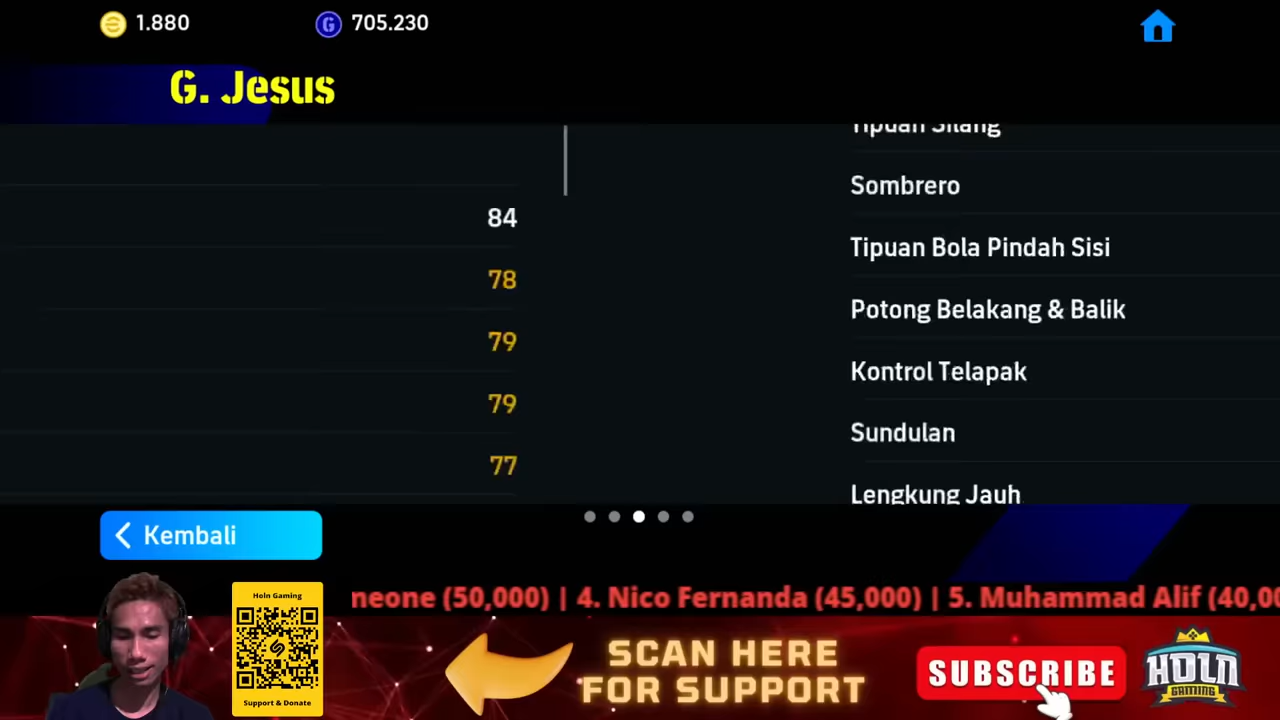 1.880
G
705.230
G. Jesus
Tipuan Silang
84
Sombrero
78
Tipuan Bola Pindah Sisi
79
Potong Belakang & Balik
79
Kontrol Telapak
77
Sundulan
Lengkung Jauh
Kembali
neone (50,000) | 4. Nico Fernanda (45,000) | 5. Muhammad Alif (40,00
Holn Gaming
Support & Donate
SCAN HERE
FOR SUPPORT
SUBSCRIBE
HOLN
GAMING